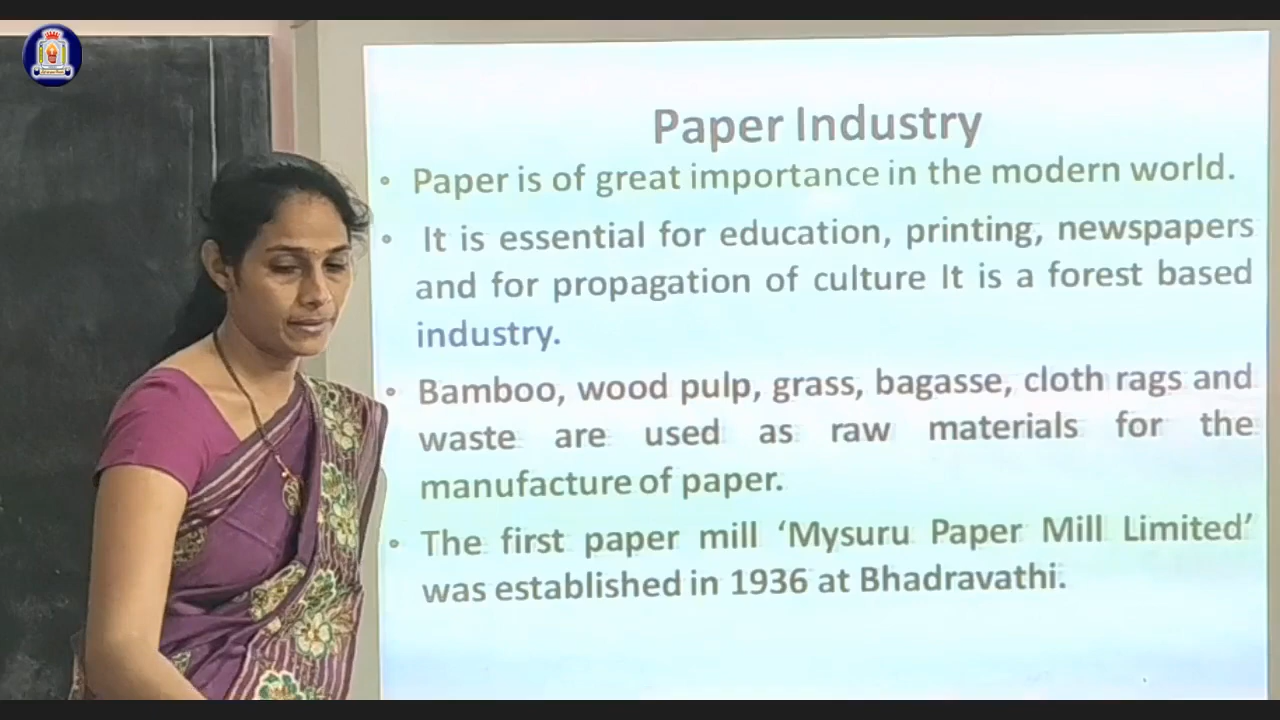 Paper Industry
• Paper is of great importance in the modern world.
• It is essential for education, printing, newspapers
and for propagation of culture It is a forest based
industry.
• Bamboo, wood pulp, grass, bagasse, cloth rags and
waste are used as raw materials for the
manufacture of paper.
• The first paper mill ‘Mysuru Paper Mill Limited’
was established in 1936 at Bhadravathi.